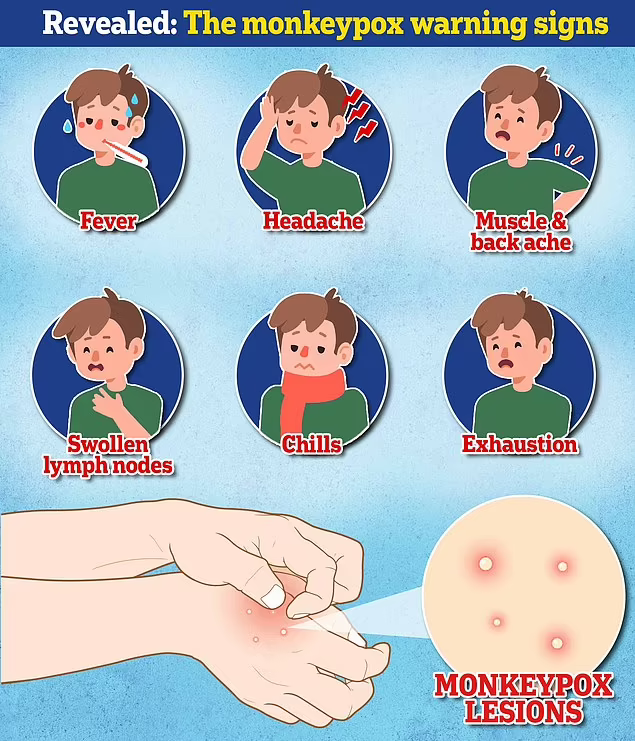 Revealed: The monkeypox warning signs
Fever
Headache
Muscle &
back ache
Swollen
lymph nodes
Chills
Exhaustion
MONKEYPOX
LESIONS